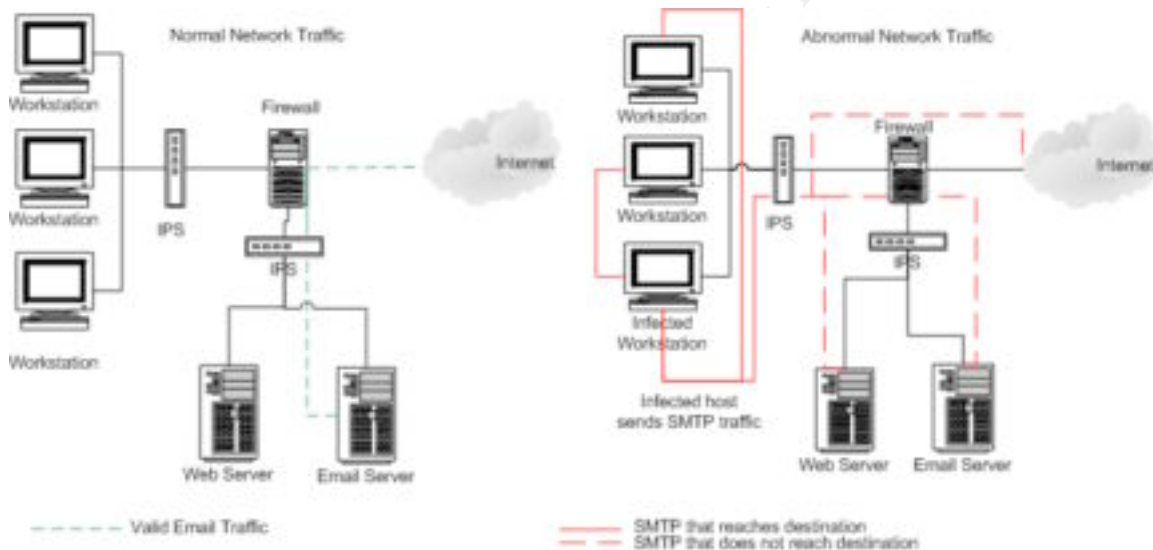 Normal Network Traffic
Workstation
Firewall
Internet
Workstation
IPS
IPS
Workstation
Web Server
Email Server
Valid Email Traffic
Abnormal Network Traffic
Workstation
Firewall
Internet
Workstation
IPS
IPS
Infected
Workstation
Infected host
sends SMTP traffic
Web Server
Email Server
SMTP that reaches destination
SMTP that does not reach destination